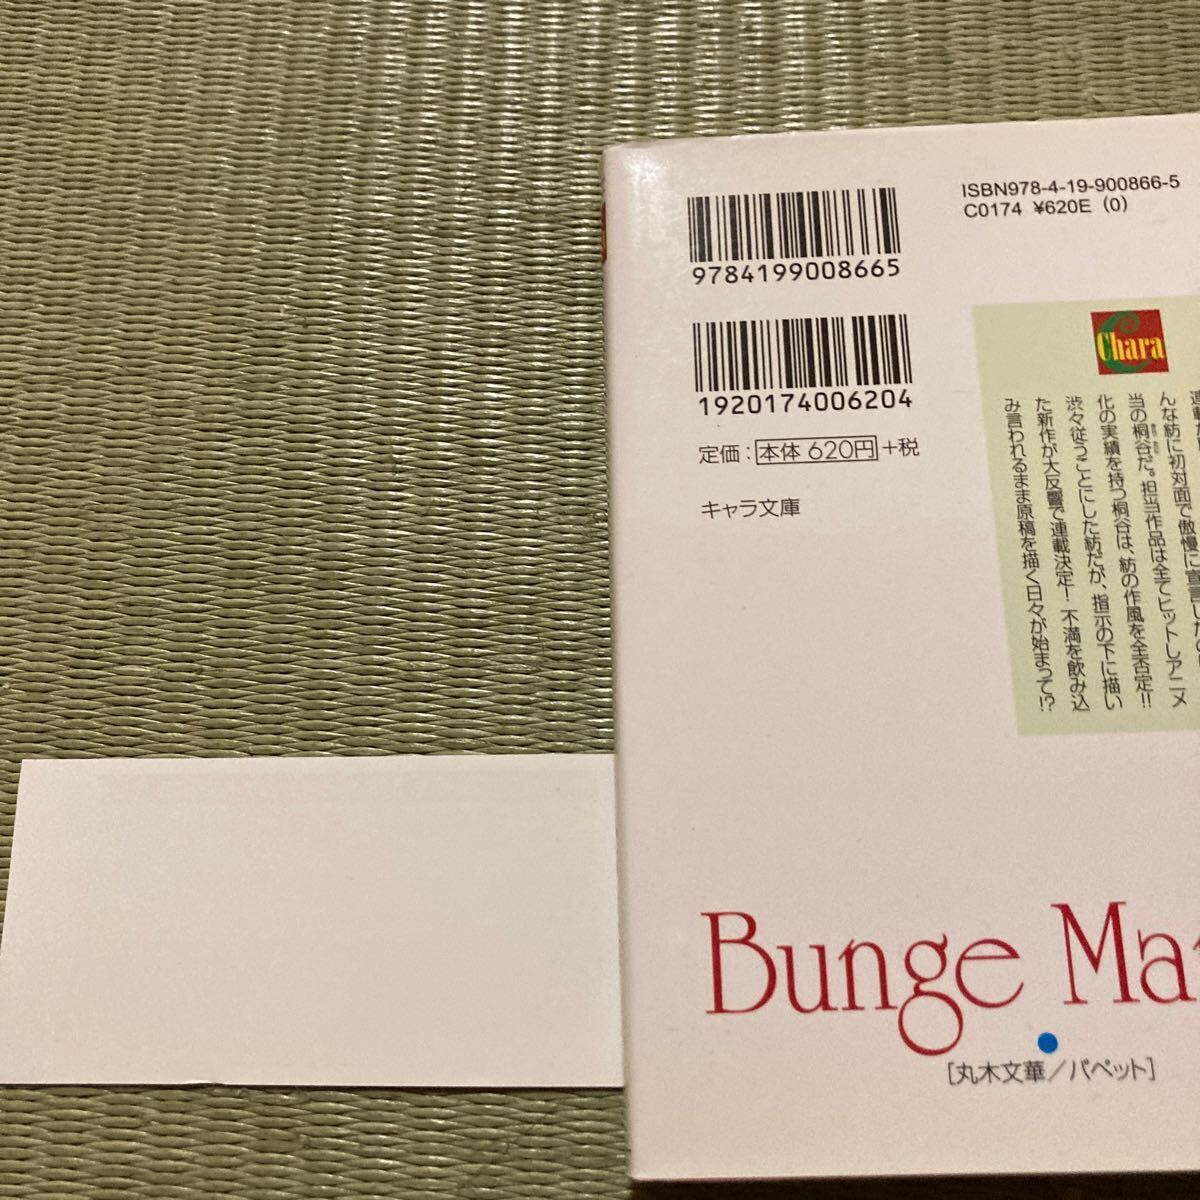 ISBN978-4-19-900866-5
C0174 ¥620E (0)
9784199008665
1920174006204
定価：本体 620円+税
キャラ文庫
Chara
んな紡に初対面で傲慢に宣言した
当の桐谷だ。担当作品は全てヒットしアニメ
化の実績を持つ桐谷は、紡の作風を全否定!!
渋々従うことにした紡だが、指示の下に描い
た新作が大反響で連載決定! 不満を飲み込
み言われるまま原稿を描く日々が始まって!?
Bunge Ma
[丸木文華／パペット]